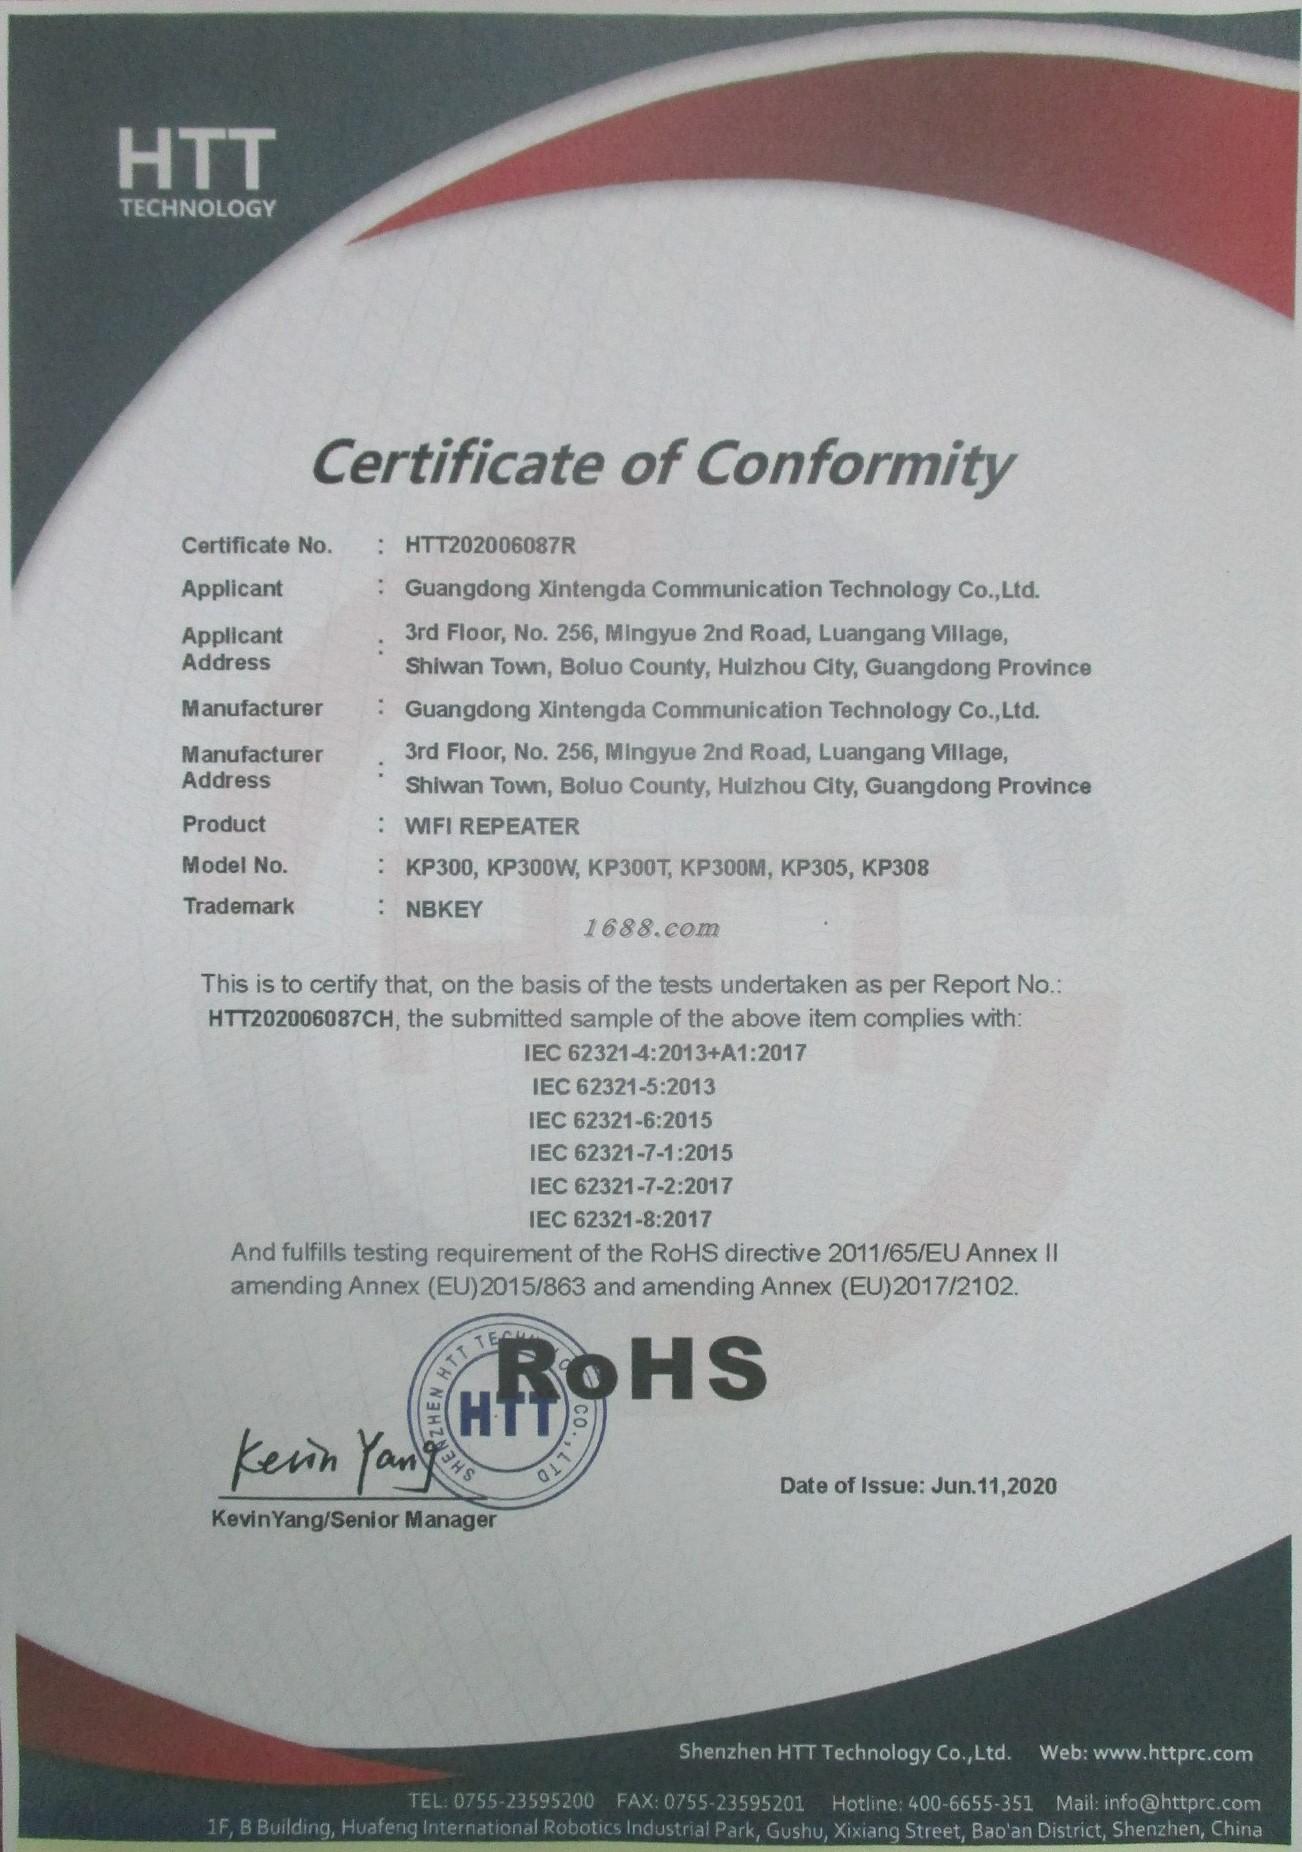 HTT
TECHNOLOGY
Certificate of Conformity
Certificate No. : HTT202006087R
Applicant : Guangdong Xintengda Communication Technology Co.,Ltd.
Applicant Address : 3rd Floor, No. 256, Mingyue 2nd Road, Luangang Village,
Shiwan Town, Boluo County, Huizhou City, Guangdong Province
Manufacturer : Guangdong Xintengda Communication Technology Co.,Ltd.
Manufacturer Address : 3rd Floor, No. 256, Mingyue 2nd Road, Luangang Village,
Shiwan Town, Boluo County, Huizhou City, Guangdong Province
Product : WIFI REPEATER
Model No. : KP300, KP300W, KP300T, KP300M, KP305, KP308
Trademark : NBKEY
1688.com
This is to certify that, on the basis of the tests undertaken as per Report No.:
HTT202006087CH, the submitted sample of the above item complies with:
IEC 62321-4:2013+A1:2017
IEC 62321-5:2013
IEC 62321-6:2015
IEC 62321-7-1:2015
IEC 62321-7-2:2017
IEC 62321-8:2017
And fulfills testing requirement of the RoHS directive 2011/65/EU Annex II
amending Annex (EU)2015/863 and amending Annex (EU)2017/2102.
RoHS
SHENZHEN HTT TECHNOLOGY CO.,LTD
HTT
Kevin Yang
KevinYang/Senior Manager
Date of Issue: Jun.11,2020
Shenzhen HTT Technology Co.,Ltd. Web: www.httprc.com
TEL: 0755-23595200 FAX: 0755-23595201 Hotline: 400-6655-351 Mail: info@httprc.com
1F, B Building, Huafeng International Robotics Industrial Park, Gushu, Xixiang Street, Bao'an District, Shenzhen, China